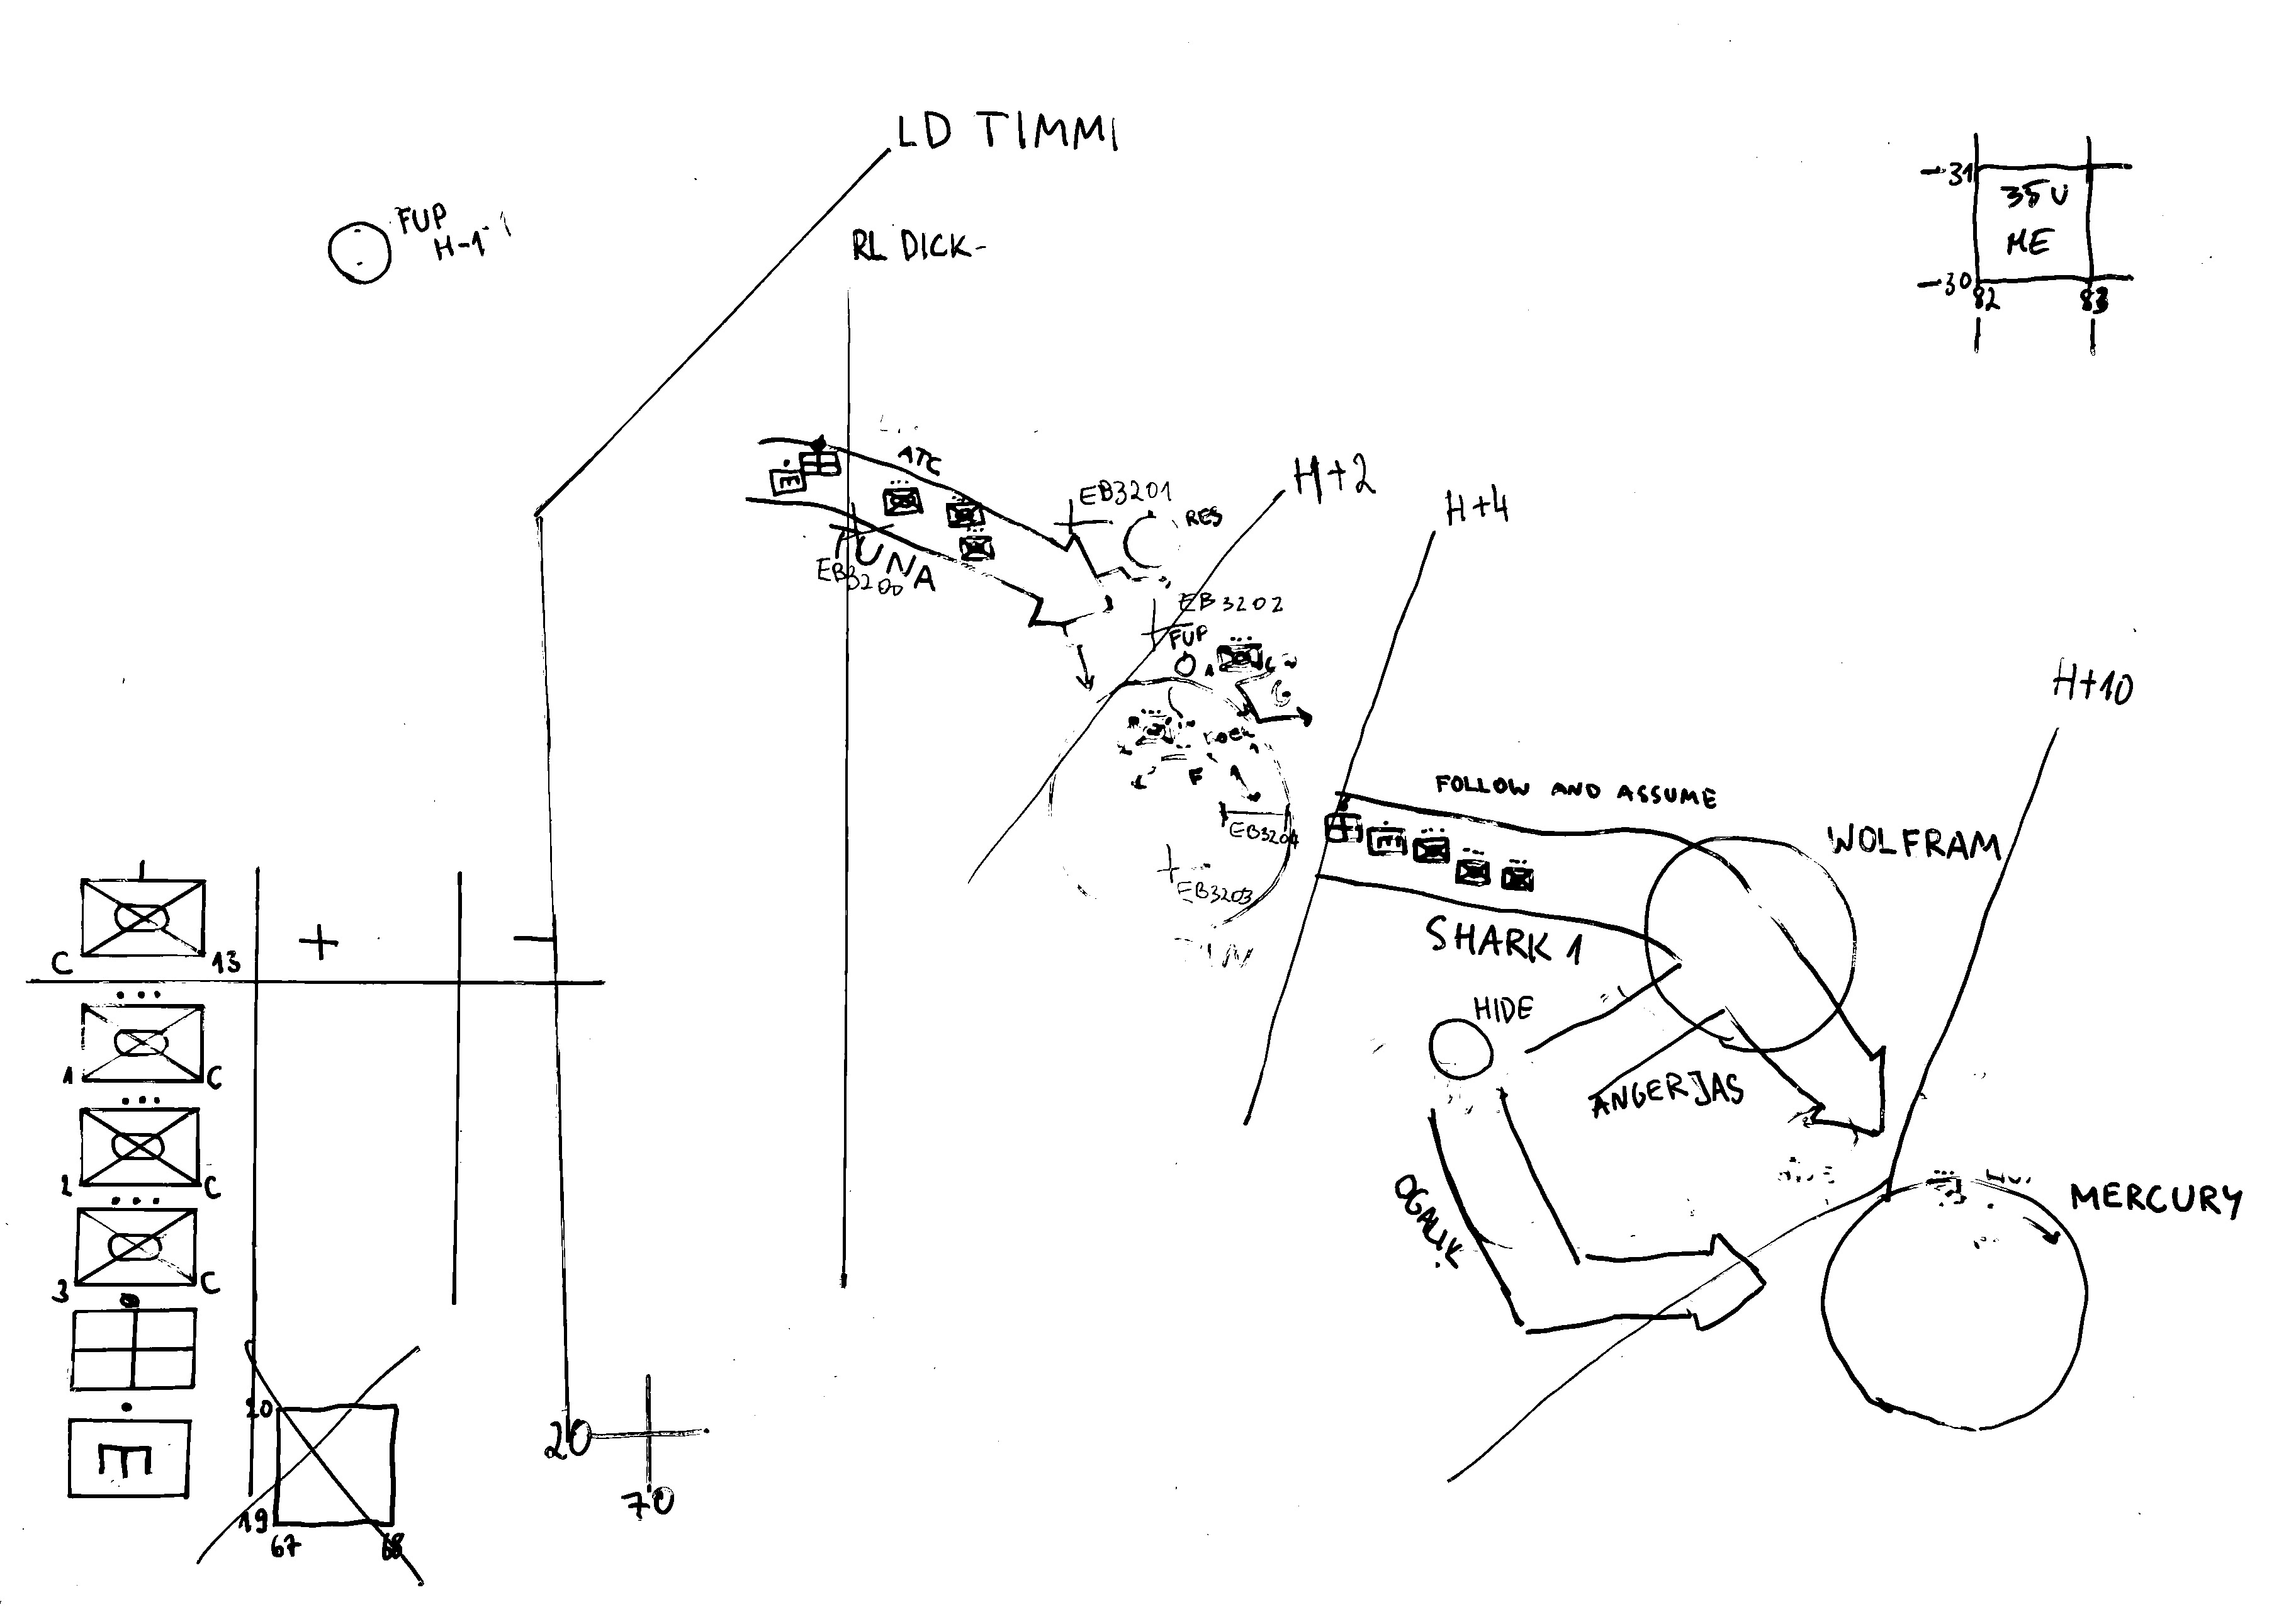 LD TIMMI
FUP
H-1
RL DICK-
-31
35U
ME
-30
82
83
ATC
EB3201
RES
H+2
H+4
UNA
EB3200
EB3202
FUP
H+10
FOLLOW AND ASSUME
EB3204
WOLFRAM
EB3203
SHARK 1
C
13
HIDE
1
C
ANGERJAS
2
C
OGALIK
MERCURY
3
C
20
20
70
19
67
68